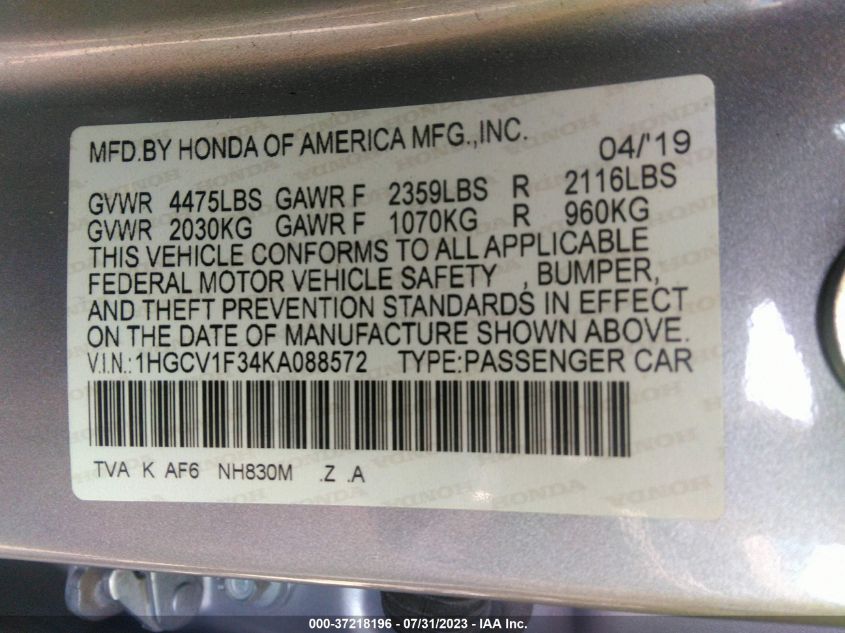 MFD.BY HONDA OF AMERICA MFG.,INC. 04/'19
GVWR 4475LBS GAWR F 2359LBS R 2116LBS
GVWR 2030KG GAWR F 1070KG R 960KG
THIS VEHICLE CONFORMS TO ALL APPLICABLE
FEDERAL MOTOR VEHICLE SAFETY , BUMPER,
AND THEFT PREVENTION STANDARDS IN EFFECT
ON THE DATE OF MANUFACTURE SHOWN ABOVE.
V.I.N.:1HGCV1F34KA088572 TYPE:PASSENGER CAR
TVA K AF6 NH830M .Z .A
000-37218196 - 07/31/2023 - IAA Inc.